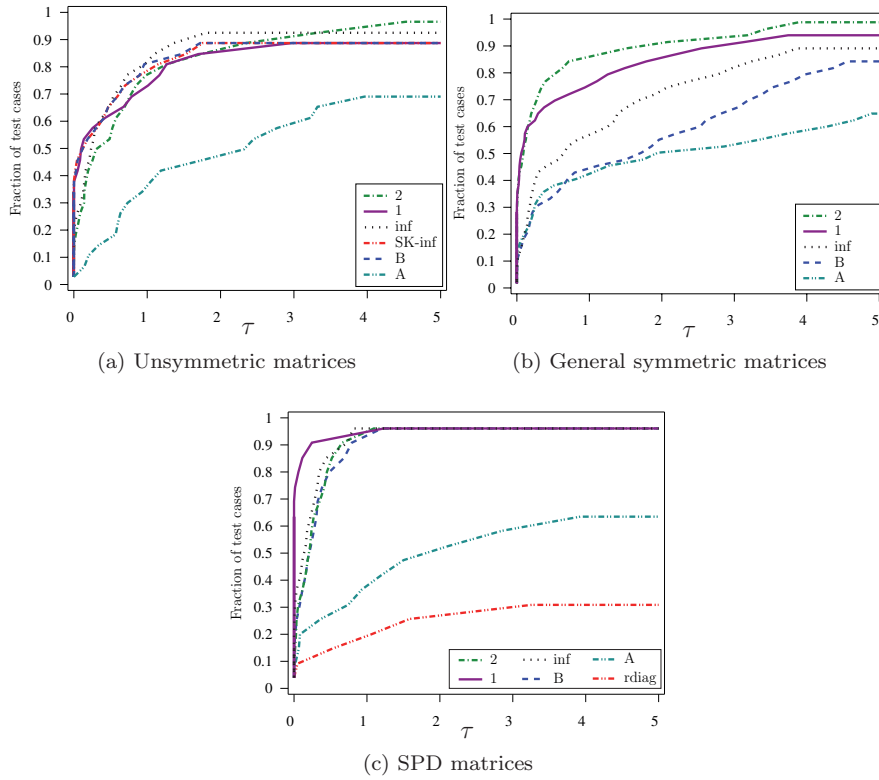 Fraction of test cases
1
0.9
0.8
0.7
0.6
0.5
0.4
0.3
0.2
0.1
0
2
1
inf
SK-inf
B
A
0 1 2 3 4 5
τ
(a) Unsymmetric matrices
Fraction of test cases
1
0.9
0.8
0.7
0.6
0.5
0.4
0.3
0.2
0.1
0
2
1
inf
B
A
0 1 2 3 4 5
τ
(b) General symmetric matrices
Fraction of test cases
1
0.9
0.8
0.7
0.6
0.5
0.4
0.3
0.2
0.1
0
2 inf A
1 B rdiag
0 1 2 3 4 5
τ
(c) SPD matrices